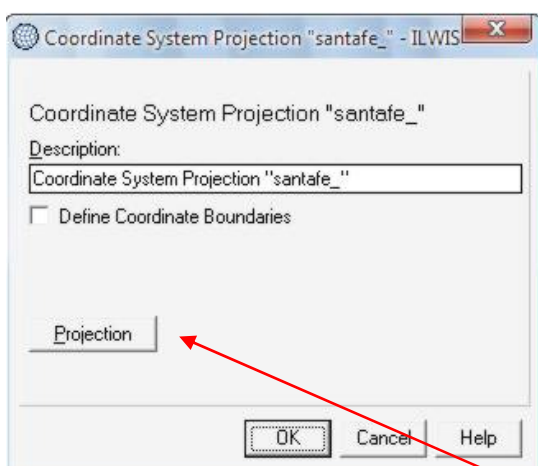 Coordinate System Projection "santafe_" - ILWIS
Coordinate System Projection "santafe_"
Description:
Coordinate System Projection "santafe_"
Define Coordinate Boundaries
Projection
OK Cancel Help